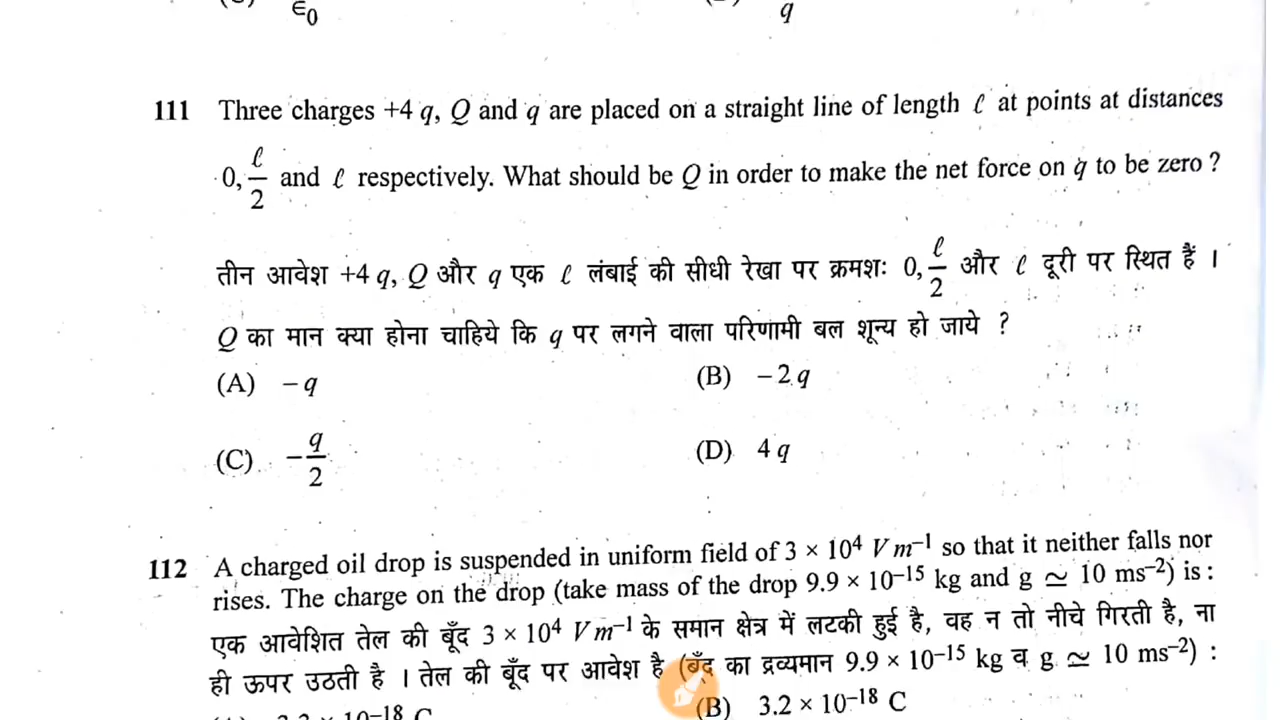 ϵ0
q
111 Three charges +4 q, Q and q are placed on a straight line of length ℓ at points at distances
0, ℓ/2 and ℓ respectively. What should be Q in order to make the net force on q to be zero ?
तीन आवेश +4 q, Q और q एक ℓ लंबाई की सीधी रेखा पर क्रमशः 0, ℓ/2 और ℓ दूरी पर स्थित हैं ।
Q का मान क्या होना चाहिये कि q पर लगने वाला परिणामी बल शून्य हो जाये ?
(A) – q (B) – 2 q
(C) – q/2 (D) 4 q
112 A charged oil drop is suspended in uniform field of 3 × 10⁴ V m⁻¹ so that it neither falls nor
rises. The charge on the drop (take mass of the drop 9.9 × 10⁻¹⁵ kg and g ≃ 10 ms⁻²) is :
एक आवेशित तेल की बूँद 3 × 10⁴ V m⁻¹ के समान क्षेत्र में लटकी हुई है, वह न तो नीचे गिरती है, ना
ही ऊपर उठती है । तेल की बूँद पर आवेश है (बूँद का द्रव्यमान 9.9 × 10⁻¹⁵ kg व g ≃ 10 ms⁻²) :
(B) 3.2 × 10⁻¹⁸ C